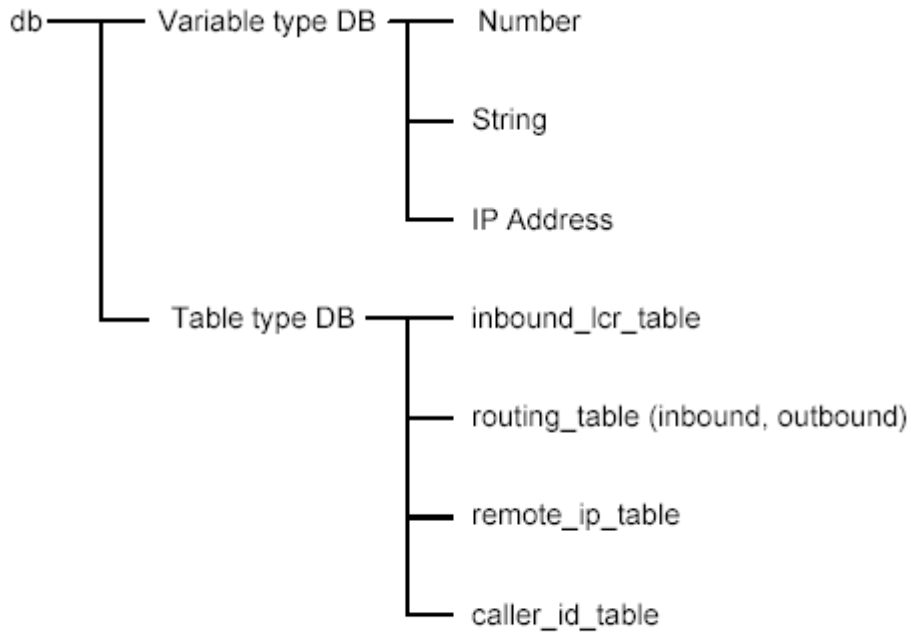 db
Variable type DB
Number
String
IP Address
Table type DB
inbound_lcr_table
routing_table (inbound, outbound)
remote_ip_table
caller_id_table